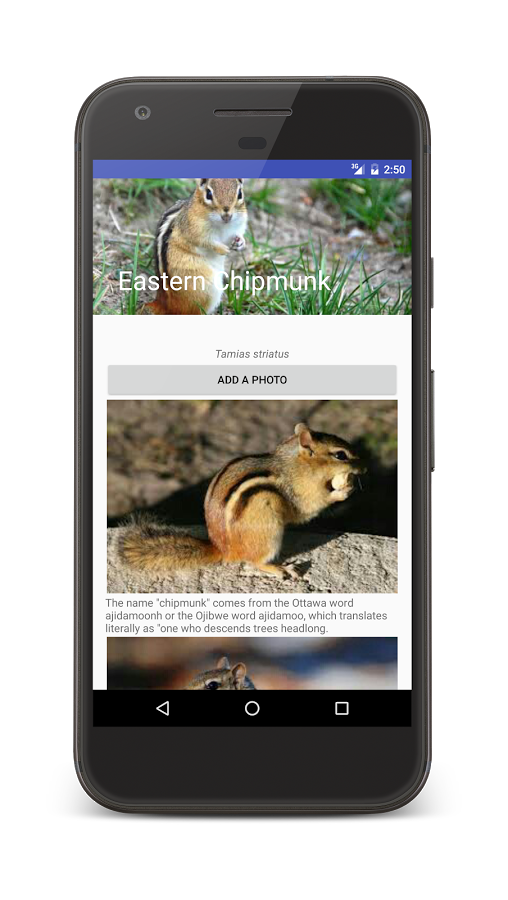 3G 2:50
Eastern Chipmunk
Tamias striatus
ADD A PHOTO
The name "chipmunk" comes from the Ottawa word
ajidamoonh or the Ojibwe word ajidamoo, which translates
literally as "one who descends trees headlong.